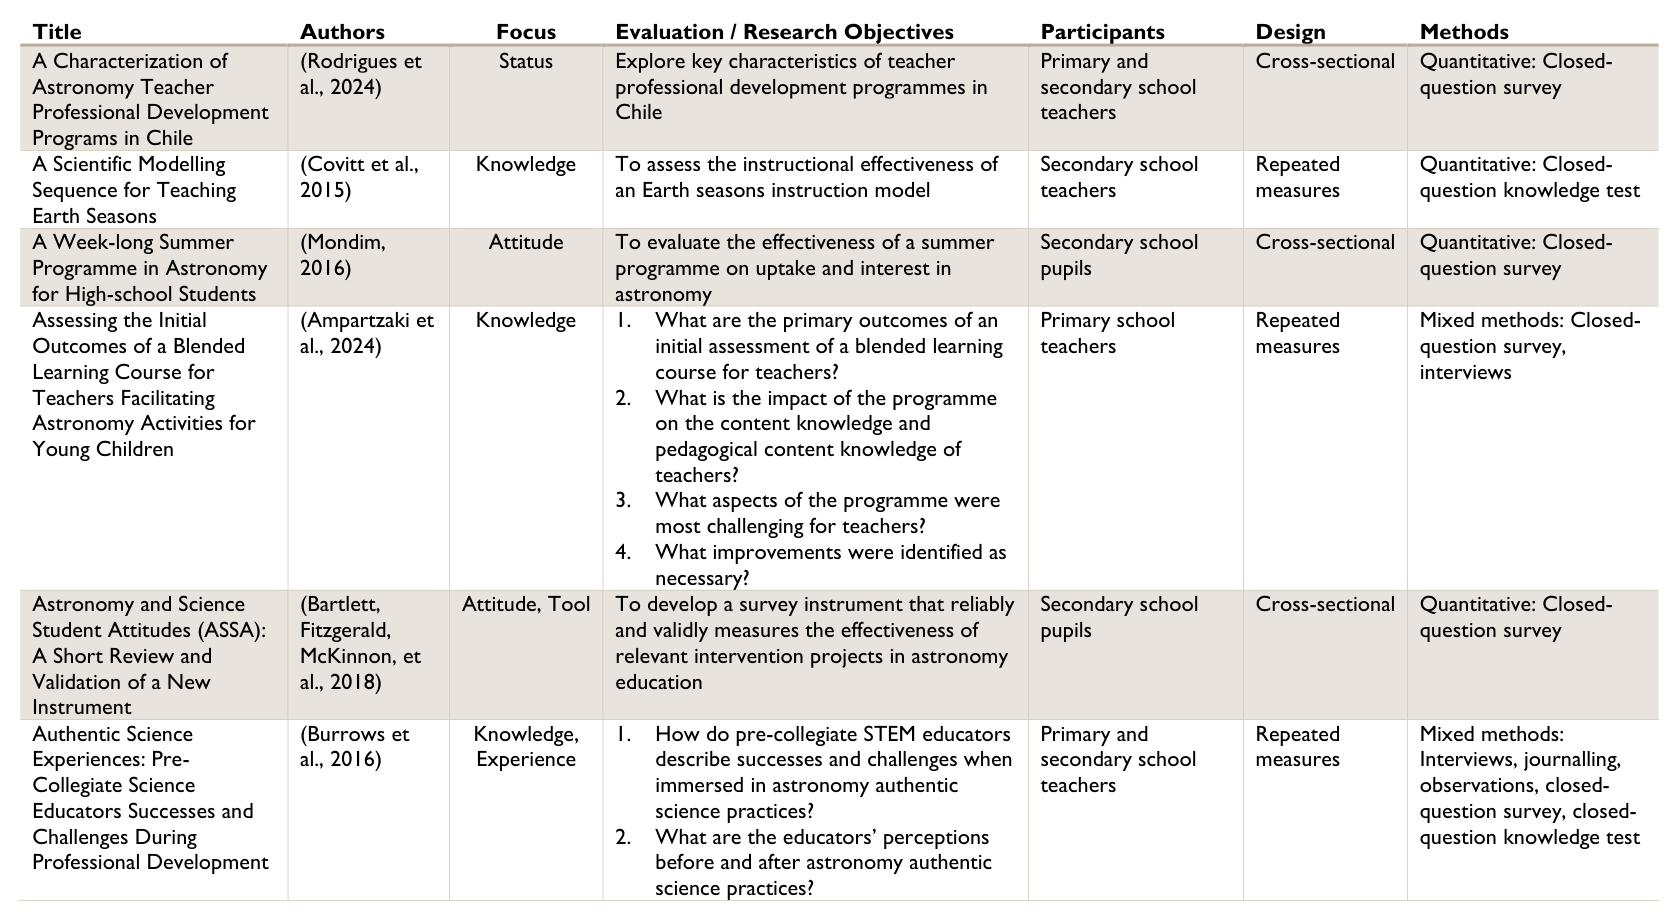 Title Authors Focus Evaluation / Research Objectives Participants Design Methods
A Characterization of
Astronomy Teacher
Professional Development
Programs in Chile
(Rodrigues et
al., 2024)
Status
Explore key characteristics of teacher
professional development programmes in
Chile
Primary and
secondary school
teachers
Cross-sectional
Quantitative: Closed-
question survey
A Scientific Modelling
Sequence for Teaching
Earth Seasons
(Covitt et al.,
2015)
Knowledge
To assess the instructional effectiveness of
an Earth seasons instruction model
Secondary school
teachers
Repeated
measures
Quantitative: Closed-
question knowledge test
A Week-long Summer
Programme in Astronomy
for High-school Students
(Mondim,
2016)
Attitude
To evaluate the effectiveness of a summer
programme on uptake and interest in
astronomy
Secondary school
pupils
Cross-sectional
Quantitative: Closed-
question survey
Assessing the Initial
Outcomes of a Blended
Learning Course for
Teachers Facilitating
Astronomy Activities for
Young Children
(Ampartzaki et
al., 2024)
Knowledge
1. What are the primary outcomes of an
initial assessment of a blended learning
course for teachers?
2. What is the impact of the programme
on the content knowledge and
pedagogical content knowledge of
teachers?
3. What aspects of the programme were
most challenging for teachers?
4. What improvements were identified as
necessary?
Primary school
teachers
Repeated
measures
Mixed methods: Closed-
question survey,
interviews
Astronomy and Science
Student Attitudes (ASSA):
A Short Review and
Validation of a New
Instrument
(Bartlett,
Fitzgerald,
McKinnon, et
al., 2018)
Attitude, Tool
To develop a survey instrument that reliably
and validly measures the effectiveness of
relevant intervention projects in astronomy
education
Secondary school
pupils
Cross-sectional
Quantitative: Closed-
question survey
Authentic Science
Experiences: Pre-
Collegiate Science
Educators Successes and
Challenges During
Professional Development
(Burrows et
al., 2016)
Knowledge,
Experience
1. How do pre-collegiate STEM educators
describe successes and challenges when
immersed in astronomy authentic
science practices?
2. What are the educators’ perceptions
before and after astronomy authentic
science practices?
Primary and
secondary school
teachers
Repeated
measures
Mixed methods:
Interviews, journalling,
observations, closed-
question survey, closed-
question knowledge test